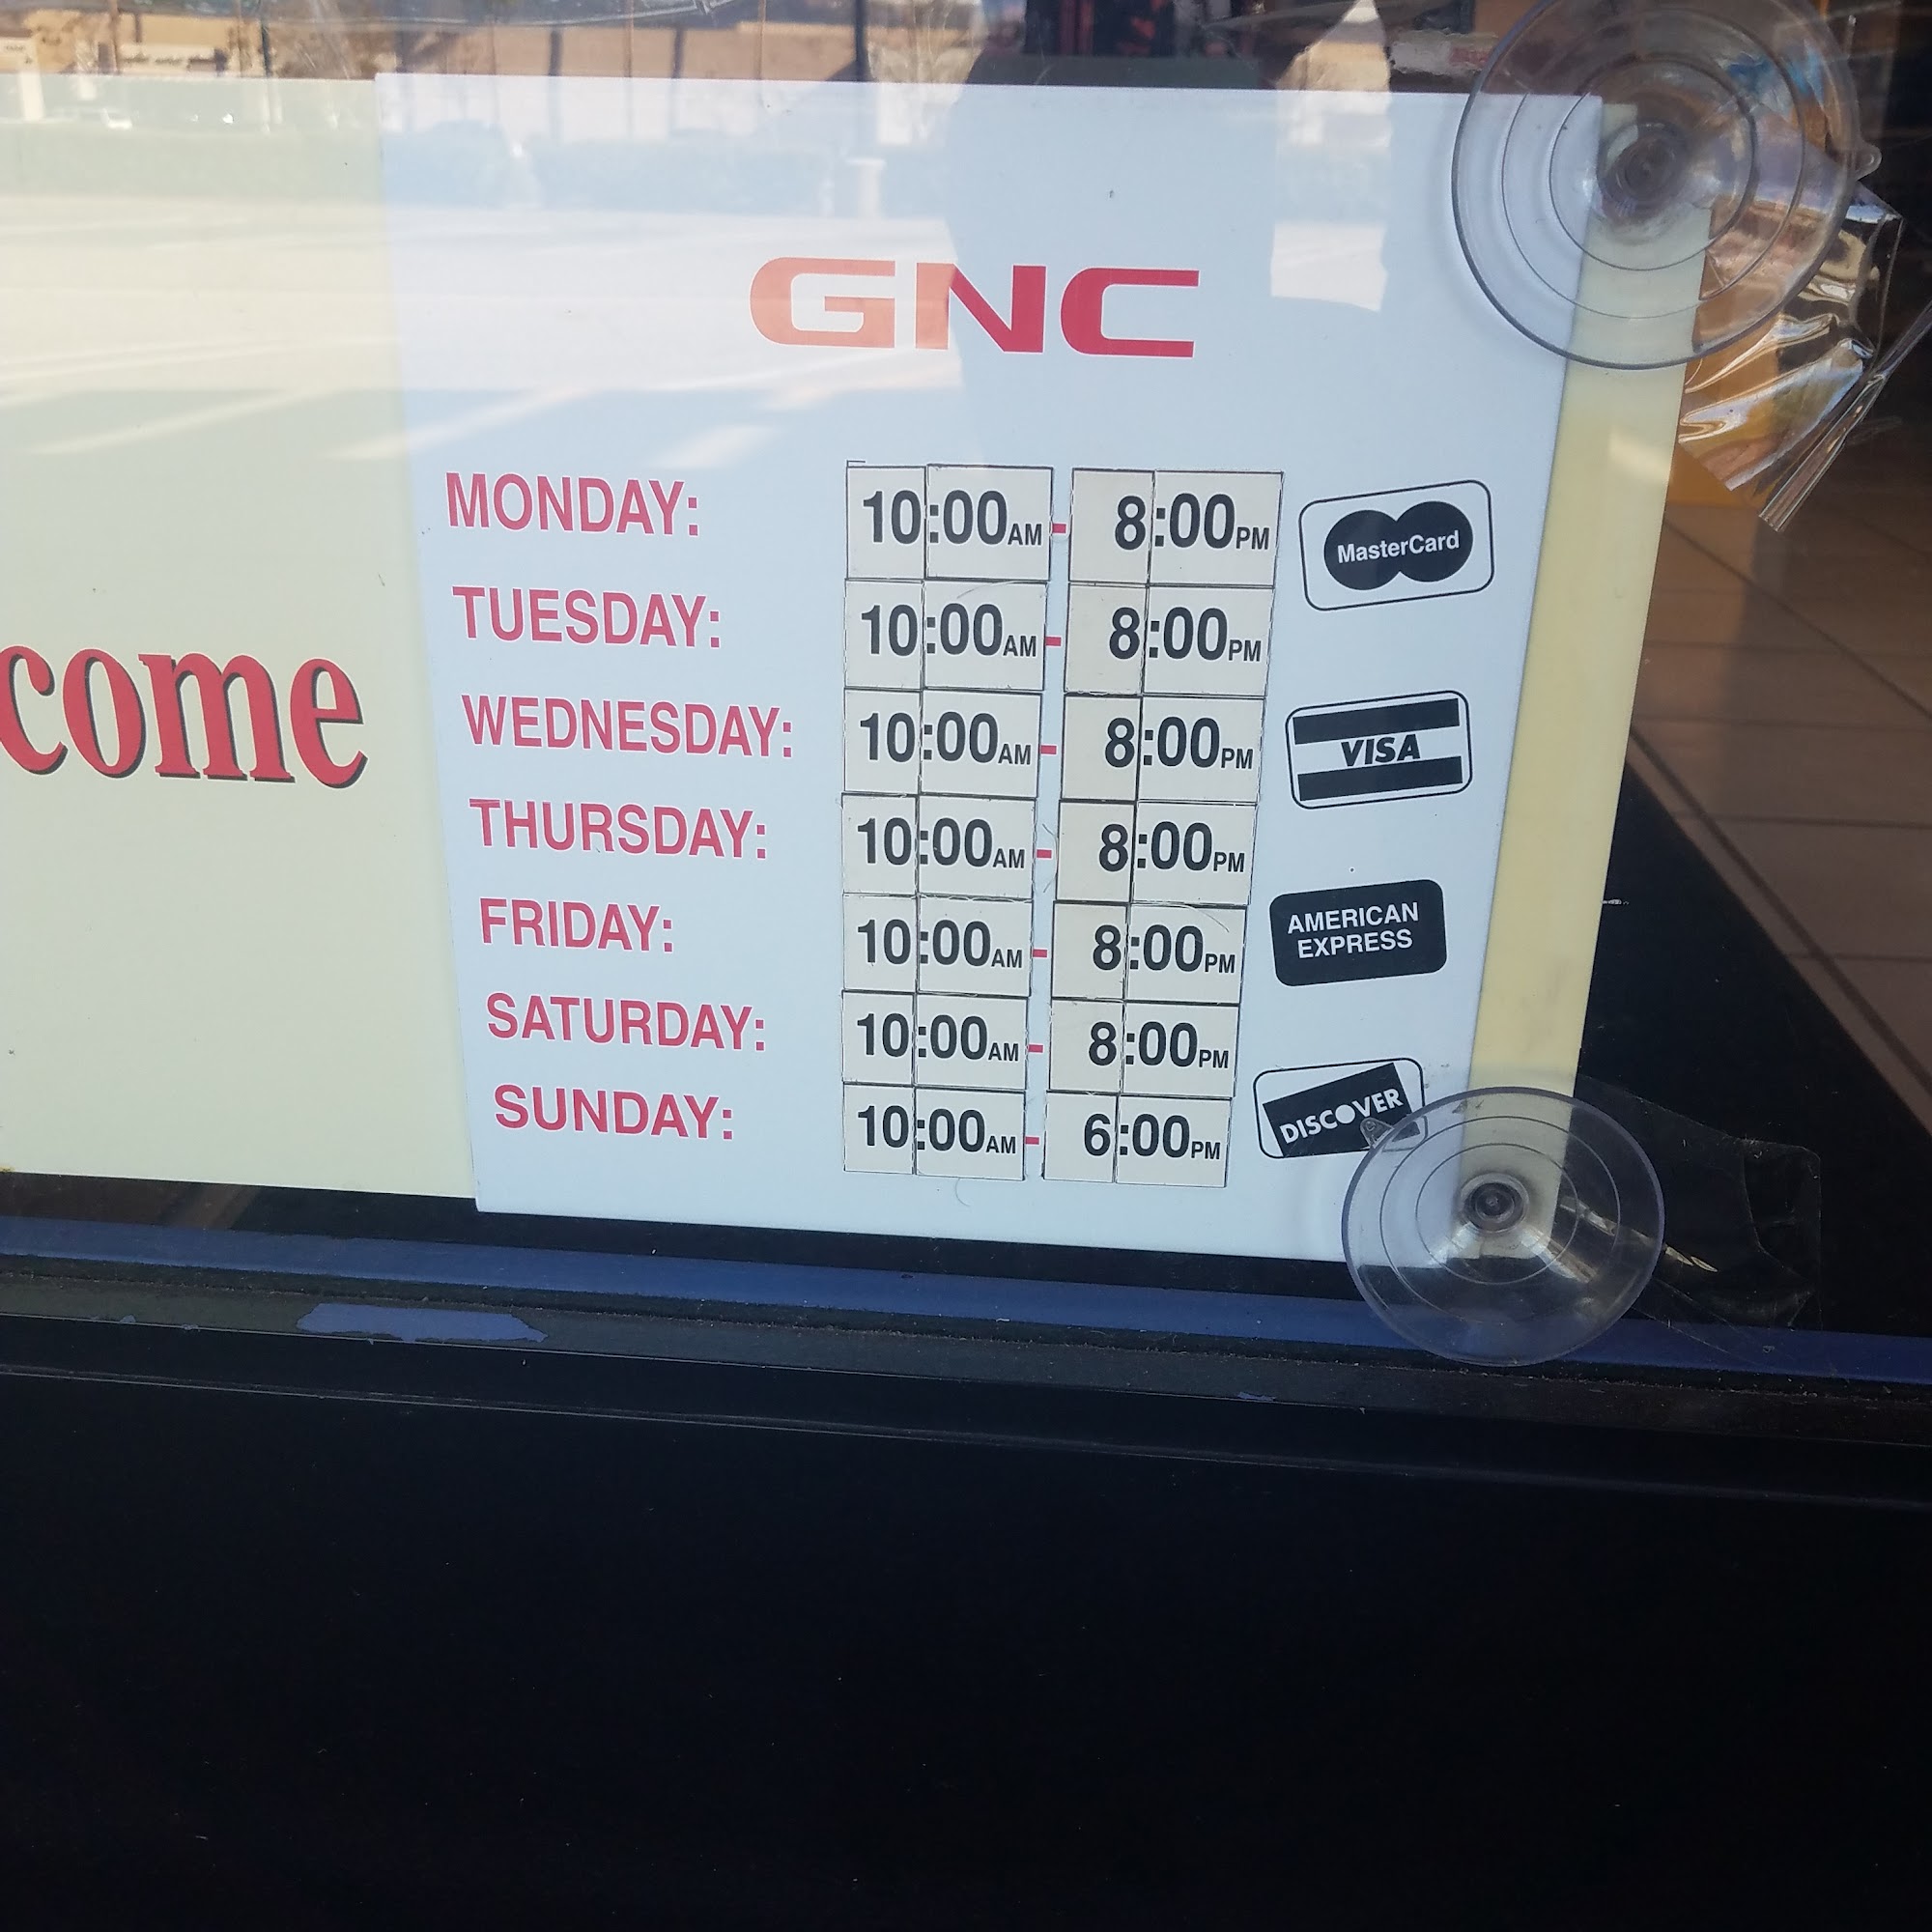 GNC
come
MONDAY: 10:00AM - 8:00PM
TUESDAY: 10:00AM - 8:00PM
WEDNESDAY: 10:00AM - 8:00PM
THURSDAY: 10:00AM - 8:00PM
FRIDAY: 10:00AM - 8:00PM
SATURDAY: 10:00AM - 8:00PM
SUNDAY: 10:00AM - 6:00PM
MasterCard
VISA
AMERICAN
EXPRESS
DISCOVER